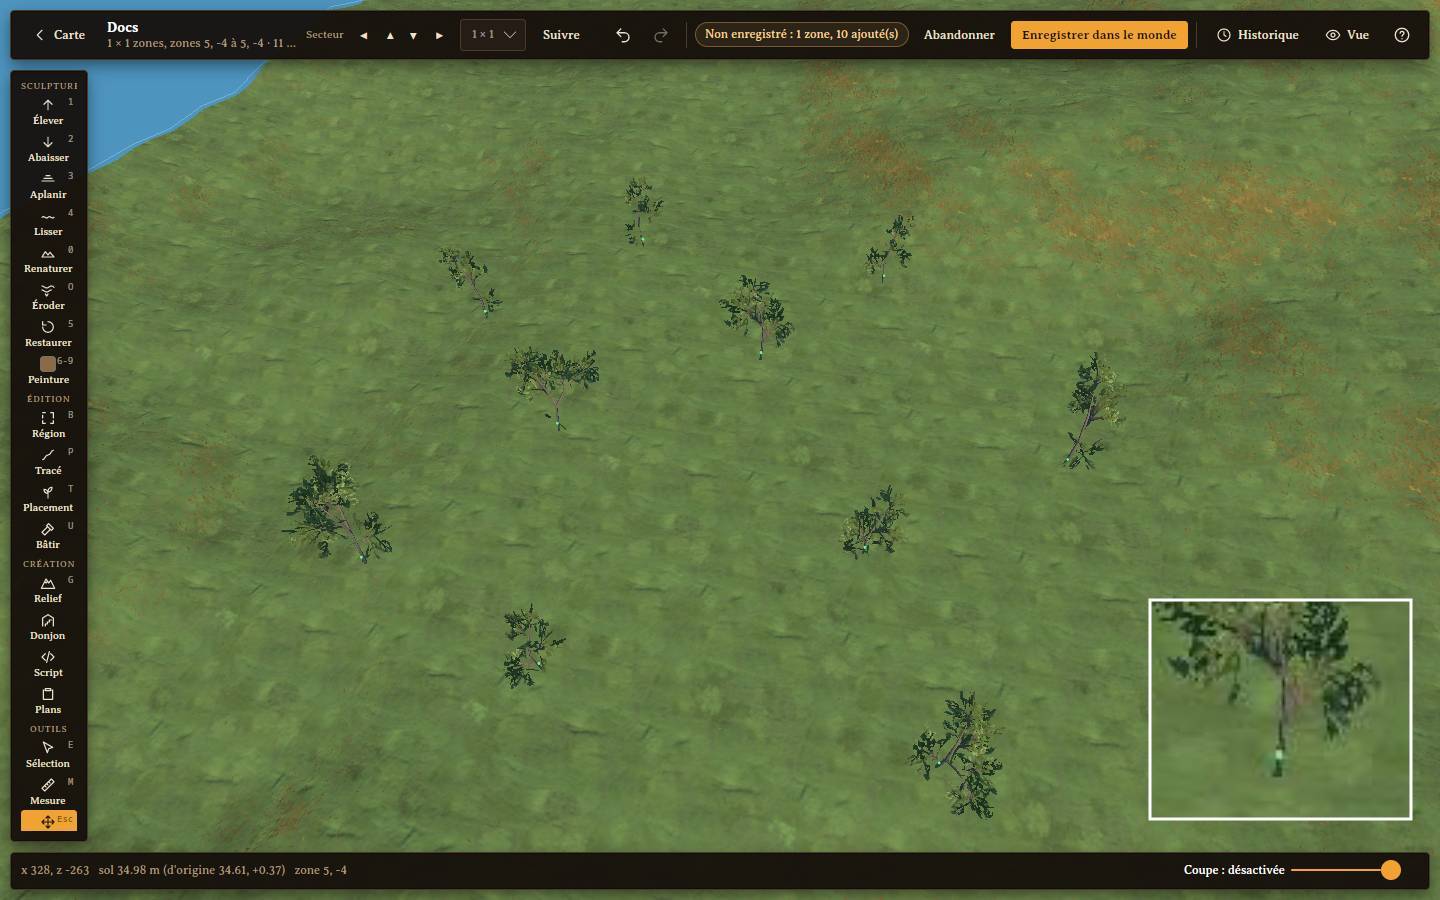 Carte
Docs
1 × 1 zones, zones 5, -4 à 5, -4 · 11 ...
Secteur
1 × 1
Suivre
Non enregistré : 1 zone, 10 ajouté(s)
Abandonner
Enregistrer dans le monde
Historique
Vue
SCULPTURE
1
Élever
2
Abaisser
3
Aplanir
4
Lisser
0
Renaturer
O
Éroder
5
Restaurer
6-9
Peinture
ÉDITION
B
Région
P
Tracé
T
Placement
U
Bâtir
CRÉATION
G
Relief
Donjon
Script
Plans
OUTILS
E
Sélection
M
Mesure
Esc
x 328, z -263 sol 34.98 m (d'origine 34.61, +0.37) zone 5, -4
Coupe : désactivée